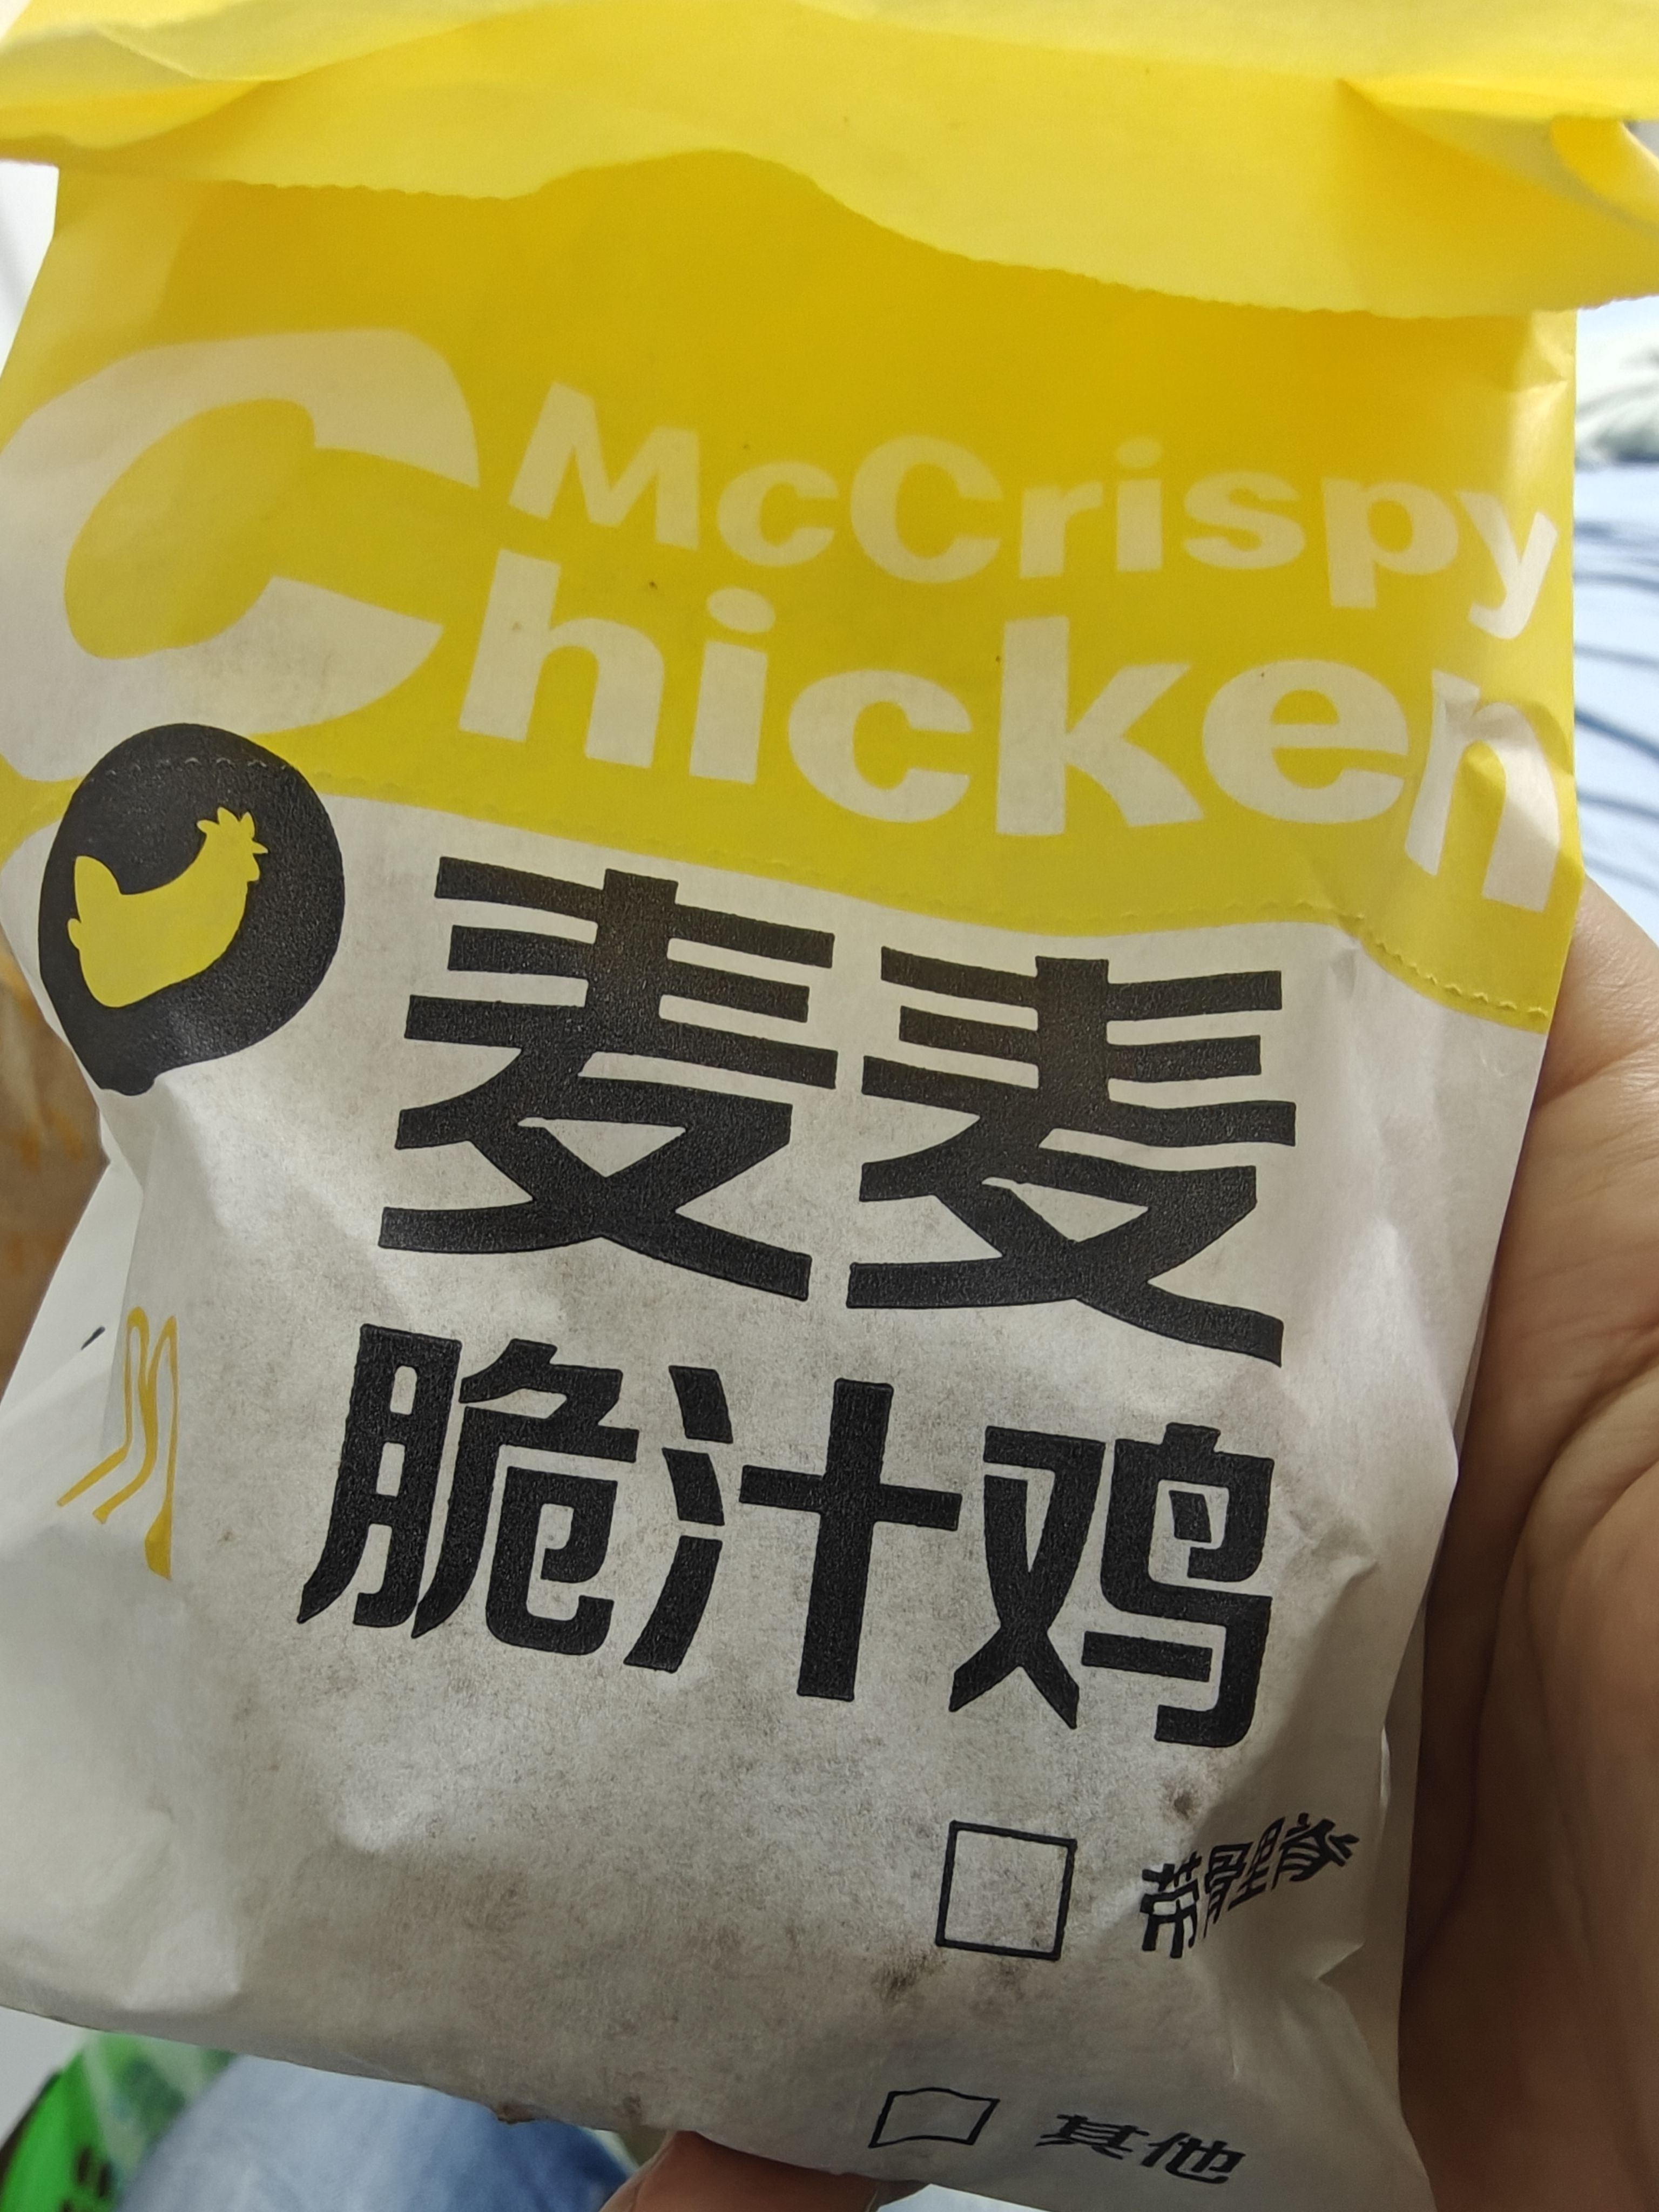 McCrispy
Chicken
麦麦
脆汁鸡
带骨里脊
其他